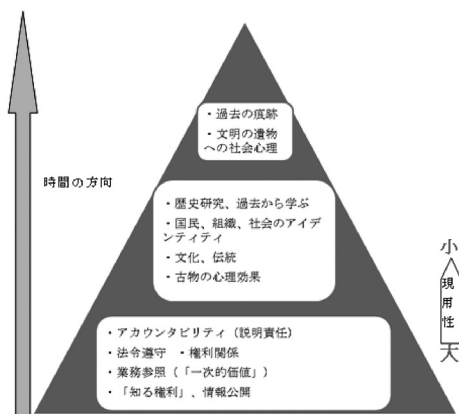 ・過去の痕跡
・文明の遺物
への社会心理
時間の方向
・歴史研究、過去から学ぶ
・国民、組織、社会のアイデ
ンティティ
・文化、伝統
・古物の心理効果
小
現用性
大
・アカウンタビリティ（説明責任）
・法令遵守　・権利関係
・業務参照（「一次的価値」）
・「知る権利」、情報公開